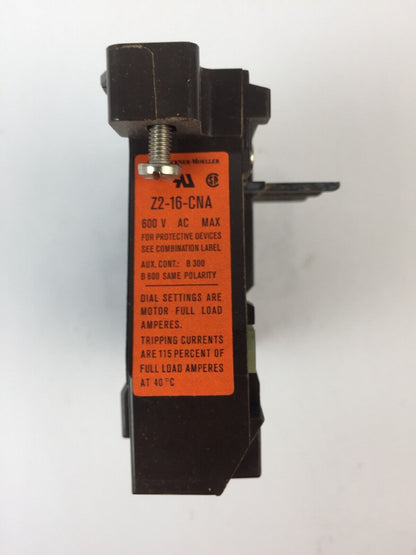 -MOELLER
Z2-16-CNA
600 V AC MAX
FOR PROTECTIVE DEVICES
SEE COMBINATION LABEL
AUX. CONT.: B 300
B 600 SAME POLARITY
DIAL SETTINGS ARE
MOTOR FULL LOAD
AMPERES.
TRIPPING CURRENTS
ARE 115 PERCENT OF
FULL LOAD AMPERES
AT 40 °C